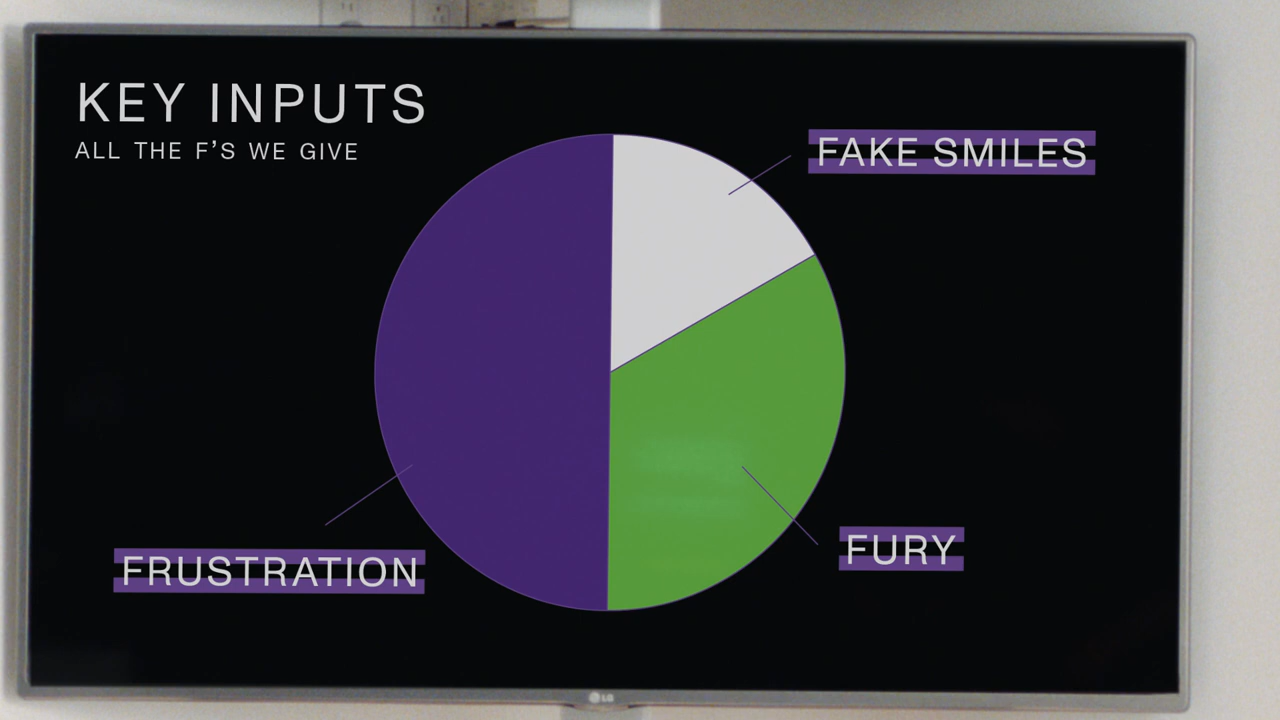 KEY INPUTS
ALL THE F'S WE GIVE
FAKE SMILES
FRUSTRATION
FURY
LG